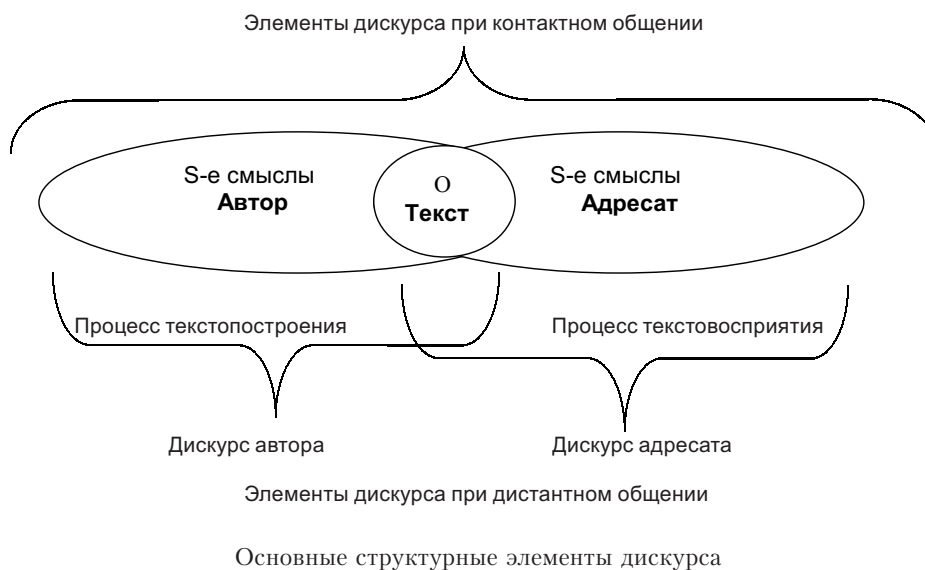 Элементы дискурса при контактном общении
S-е смыслы
Автор
О
Текст
S-е смыслы
Адресат
Процесс текстопостроения
Процесс текстовосприятия
Дискурс автора
Дискурс адресата
Элементы дискурса при дистантном общении
Основные структурные элементы дискурса